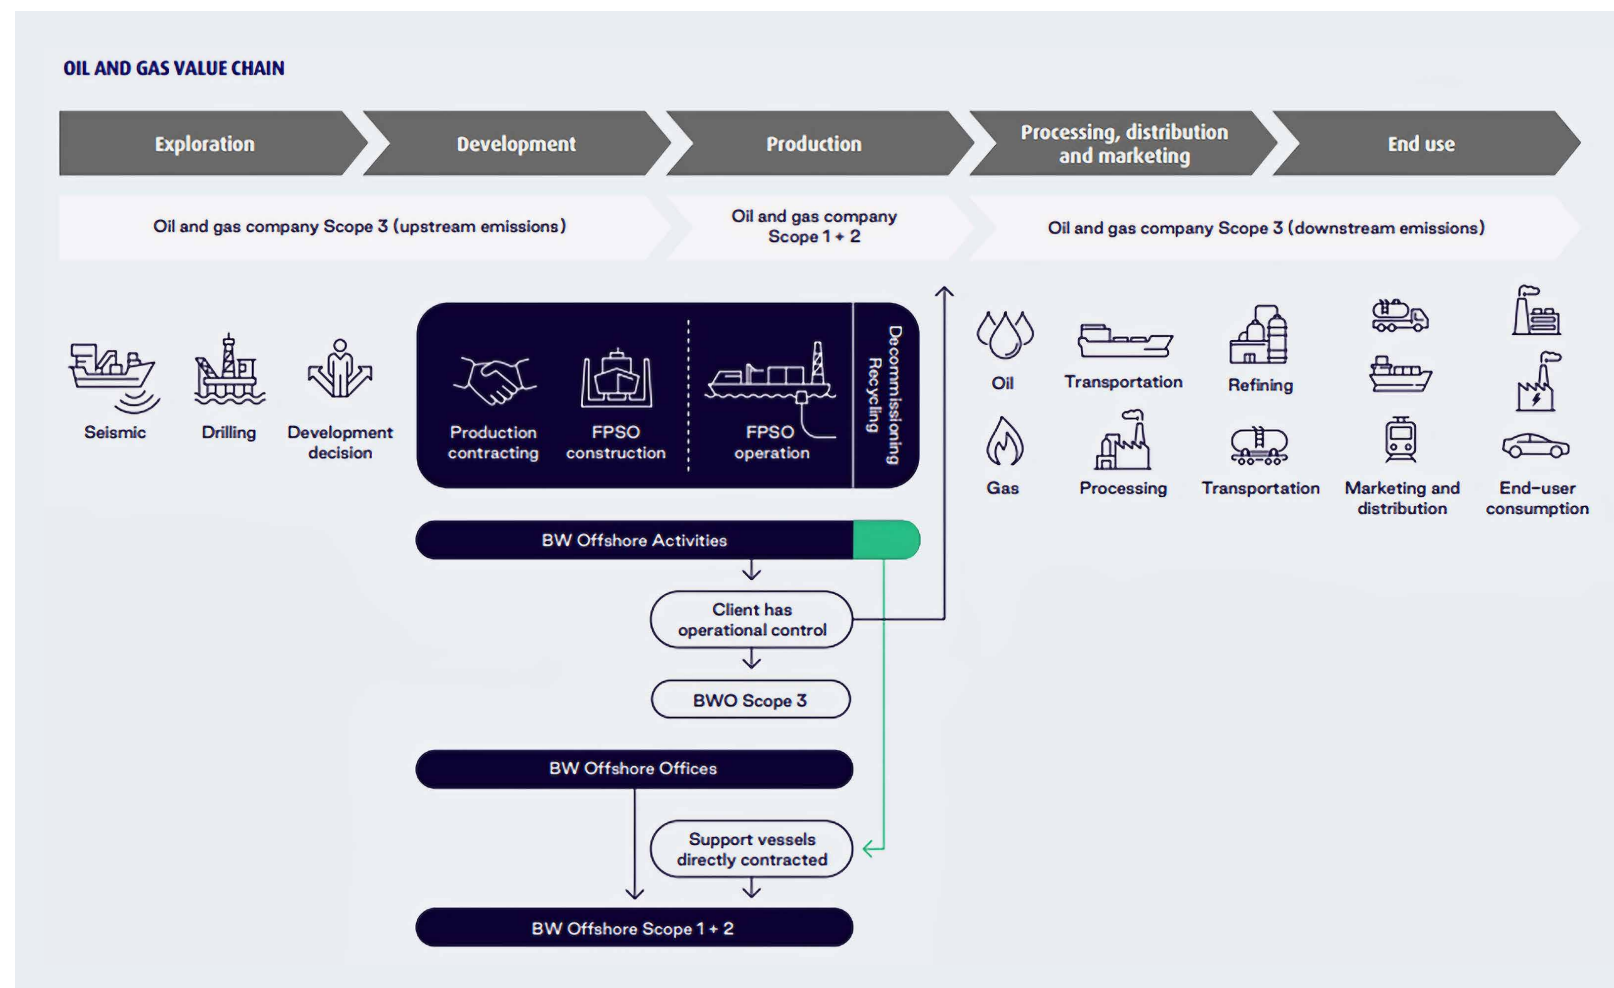 OIL AND GAS VALUE CHAIN
Exploration
Development
Production
Processing, distribution
and marketing
End use
Oil and gas company Scope 3 (upstream emissions)
Oil and gas company
Scope 1 + 2
Oil and gas company Scope 3 (downstream emissions)
Seismic
Drilling
Development
decision
Production
contracting
FPSO
construction
FPSO
operation
Decommissioning
Recycling
Oil
Transportation
Refining
Gas
Processing
Transportation
Marketing and
distribution
End-user
consumption
BW Offshore Activities
Client has
operational control
BWO Scope 3
BW Offshore Offices
Support vessels
directly contracted
BW Offshore Scope 1 + 2